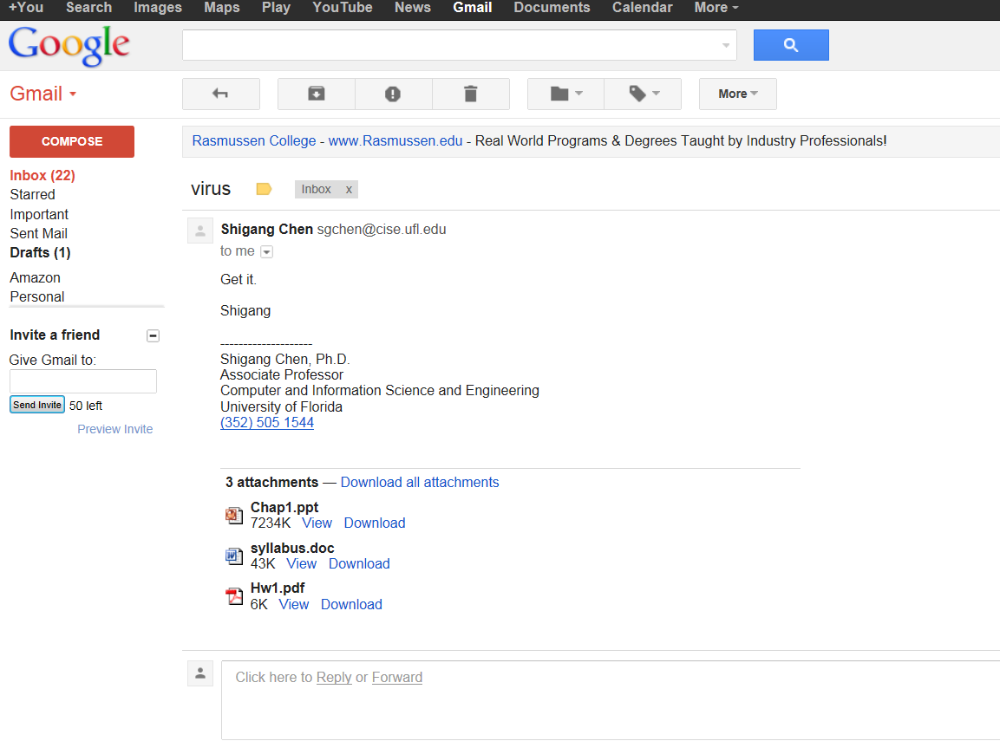 +You Search Images Maps Play YouTube News Gmail Documents Calendar More
Google
Gmail
More
COMPOSE
Rasmussen College - www.Rasmussen.edu - Real World Programs & Degrees Taught by Industry Professionals!
Inbox (22)
Starred
Important
Sent Mail
Drafts (1)
Amazon
Personal
Invite a friend
Give Gmail to:
Send Invite 50 left
Preview Invite
virus Inbox x
Shigang Chen sgchen@cise.ufl.edu
to me
Get it.
Shigang
--------------------
Shigang Chen, Ph.D.
Associate Professor
Computer and Information Science and Engineering
University of Florida
(352) 505 1544
3 attachments — Download all attachments
Chap1.ppt
7234K View Download
syllabus.doc
43K View Download
Hw1.pdf
6K View Download
Click here to Reply or Forward